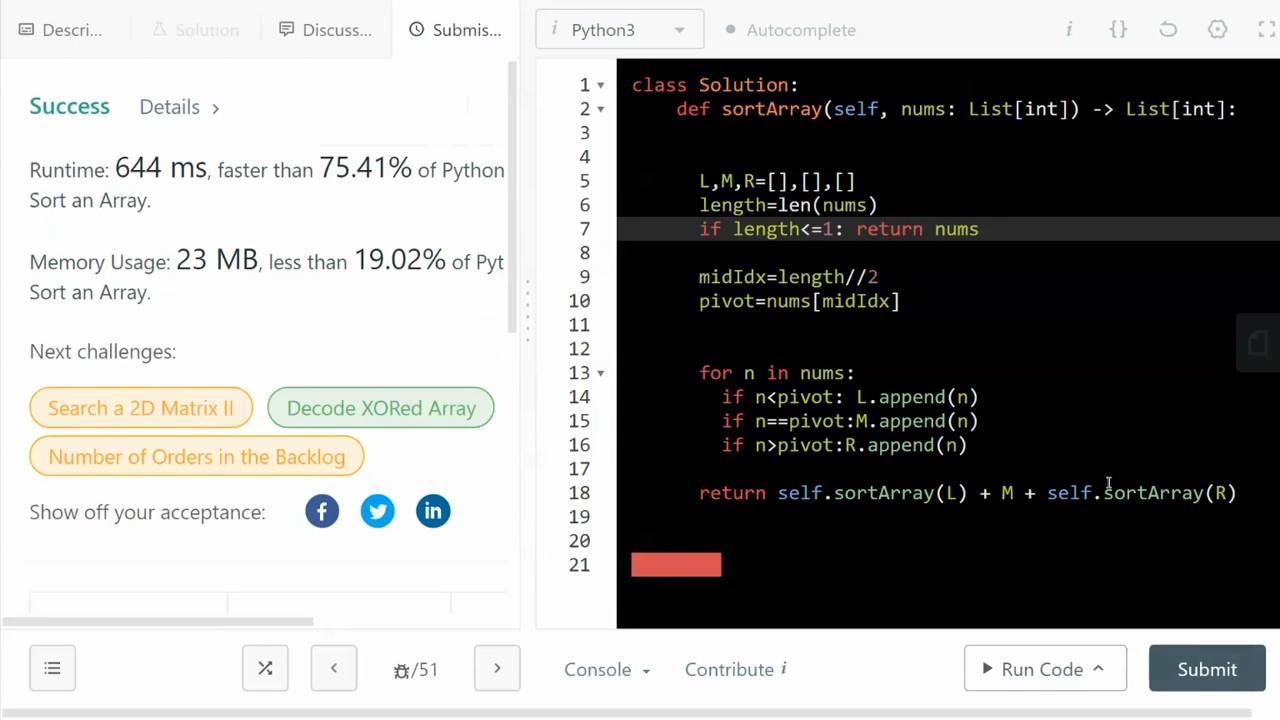 Descri...
Solution
Discuss...
Submis...
Success Details >
Runtime: 644 ms, faster than 75.41% of Python
Sort an Array.
Memory Usage: 23 MB, less than 19.02% of Pyt
Sort an Array.
Next challenges:
Search a 2D Matrix II
Decode XORed Array
Number of Orders in the Backlog
Show off your acceptance:
/51
i Python3
Autocomplete
i {}
1 class Solution:
2 def sortArray(self, nums: List[int]) -> List[int]:
3
4
5 L,M,R=[],[],[]
6 length=len(nums)
7 if length<=1: return nums
8
9 midIdx=length//2
10 pivot=nums[midIdx]
11
12
13 for n in nums:
14 if n<pivot: L.append(n)
15 if n==pivot:M.append(n)
16 if n>pivot:R.append(n)
17
18 return self.sortArray(L) + M + self.sortArray(R)
19
20
21
Console
Contribute i
Run Code
Submit